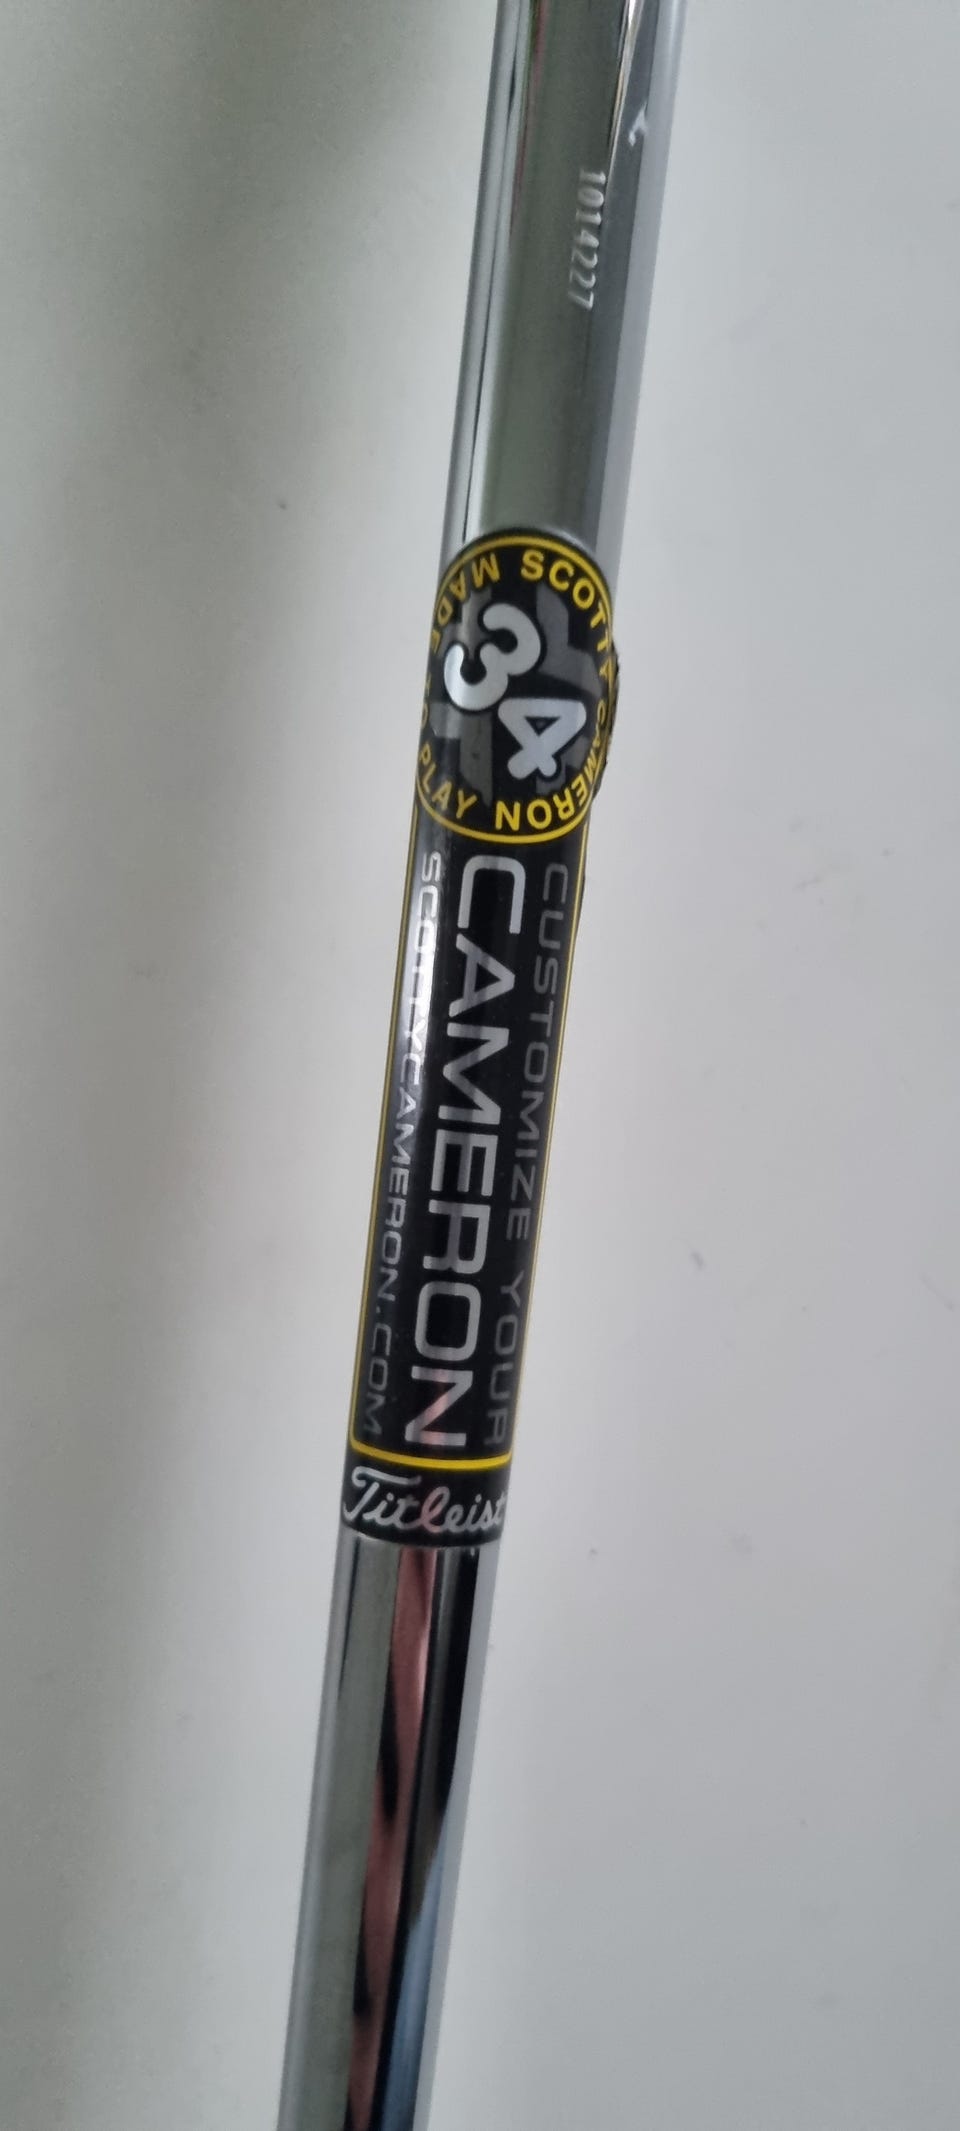 1014227
SCOTTY CAMERON
MADE TO PLAY
34
CUSTOMIZE YOUR
CAMERON
SCOTTYCAMERON.COM
Titleist